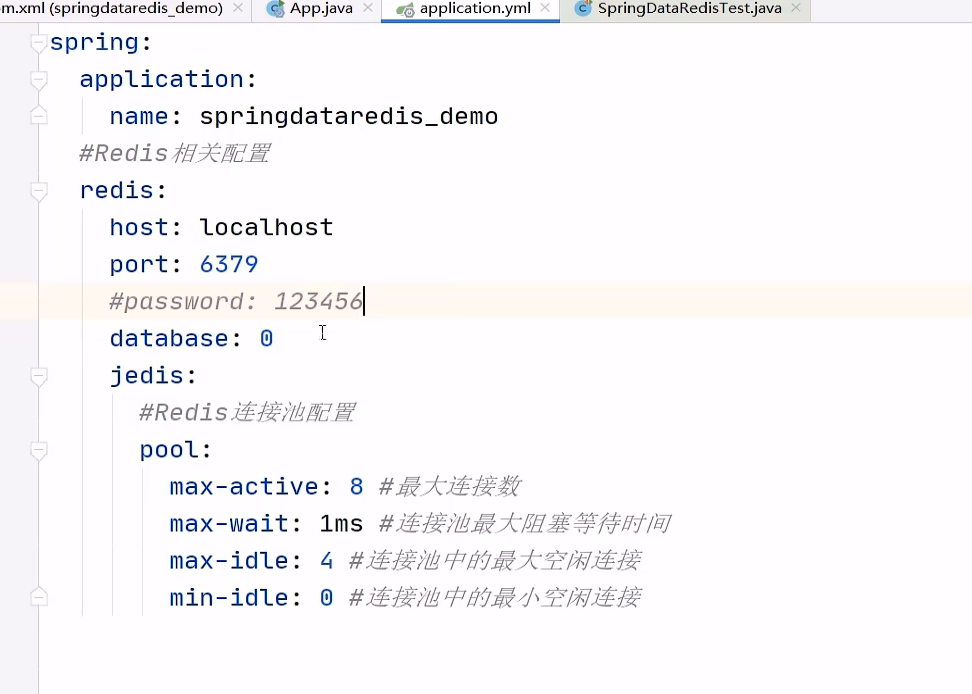 m.xml (springdataredis_demo) App.java application.yml SpringDataRedisTest.java
spring:
application:
name: springdataredis_demo
#Redis相关配置
redis:
host: localhost
port: 6379
#password: 123456
database: 0
jedis:
#Redis连接池配置
pool:
max-active: 8 #最大连接数
max-wait: 1ms #连接池最大阻塞等待时间
max-idle: 4 #连接池中的最大空闲连接
min-idle: 0 #连接池中的最小空闲连接